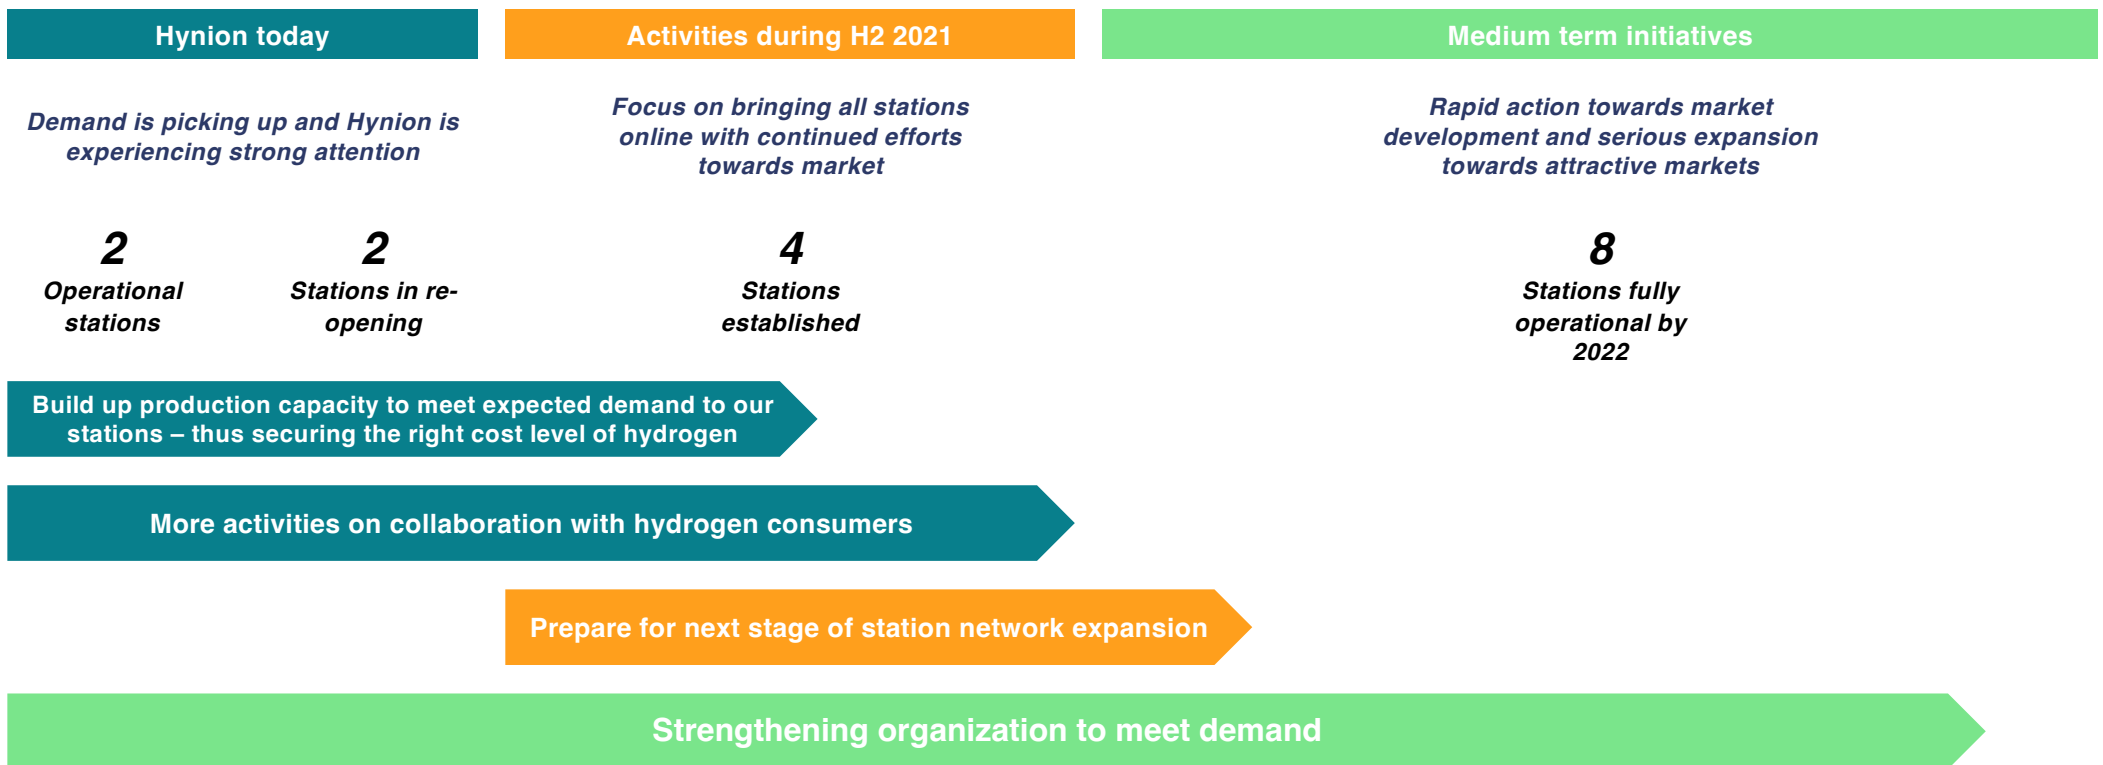 Hynion today
Activities during H2 2021
Medium term initiatives
Demand is picking up and Hynion is
experiencing strong attention
Focus on bringing all stations
online with continued efforts
towards market
Rapid action towards market
development and serious expansion
towards attractive markets
2
Operational
stations
2
Stations in re-
opening
4
Stations
established
8
Stations fully
operational by
2022
Build up production capacity to meet expected demand to our
stations – thus securing the right cost level of hydrogen
More activities on collaboration with hydrogen consumers
Prepare for next stage of station network expansion
Strengthening organization to meet demand